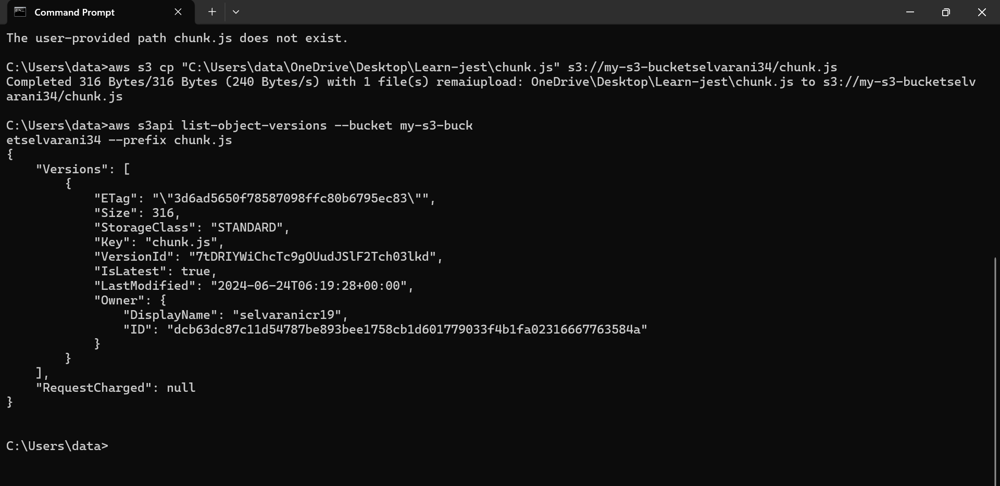 Command Prompt
The user-provided path chunk.js does not exist.
C:\Users\data>aws s3 cp "C:\Users\data\OneDrive\Desktop\Learn-jest\chunk.js" s3://my-s3-bucketselvarani34/chunk.js
Completed 316 Bytes/316 Bytes (240 Bytes/s) with 1 file(s) remaiupload: OneDrive\Desktop\Learn-jest\chunk.js to s3://my-s3-bucketselv
arani34/chunk.js
C:\Users\data>aws s3api list-object-versions --bucket my-s3-buck
etselvarani34 --prefix chunk.js
{
    "Versions": [
        {
            "ETag": "\"3d6ad5650f78587098ffc80b6795ec83\"",
            "Size": 316,
            "StorageClass": "STANDARD",
            "Key": "chunk.js",
            "VersionId": "7tDRIYWiChcTc9gOUudJSlF2Tch03lkd",
            "IsLatest": true,
            "LastModified": "2024-06-24T06:19:28+00:00",
            "Owner": {
                "DisplayName": "selvaranicr19",
                "ID": "dcb63dc87c11d54787be893bee1758cb1d601779033f4b1fa02316667763584a"
            }
        }
    ],
    "RequestCharged": null
}
C:\Users\data>